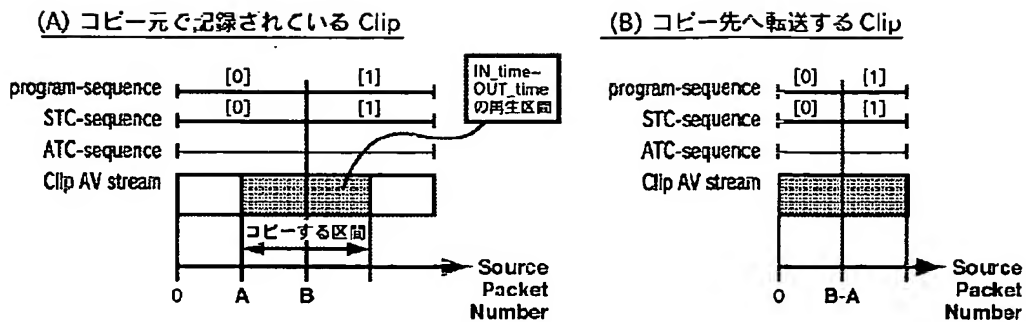 (A) コピー元で記録されている Clip
program-sequence [0] [1]
STC-sequence [0] [1]
ATC-sequence
Clip AV stream
IN_time~
OUT_time
の再生区間
コピーする区間
0 A B
Source
Packet
Number
(B) コピー先へ転送する Clip
program-sequence [0] [1]
STC-sequence [0] [1]
ATC-sequence
Clip AV stream
0 B-A
Source
Packet
Number